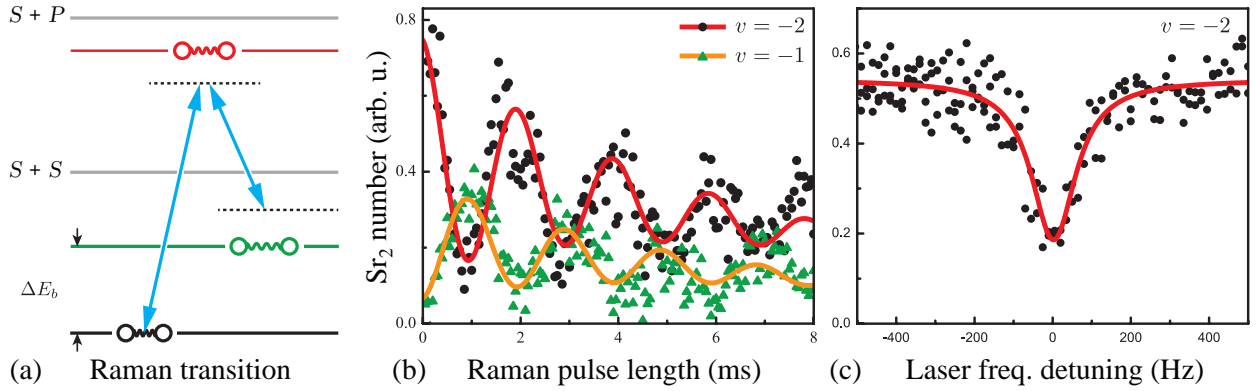 S + P
S + S
ΔE_b
(a) Raman transition
Sr₂ number (arb. u.)
0.8
0.4
0.0
v = −2
v = −1
0 2 4 6 8
(b) Raman pulse length (ms)
0.6
0.4
0.2
0.0
v = −2
-400 -200 0 200 400
(c) Laser freq. detuning (Hz)